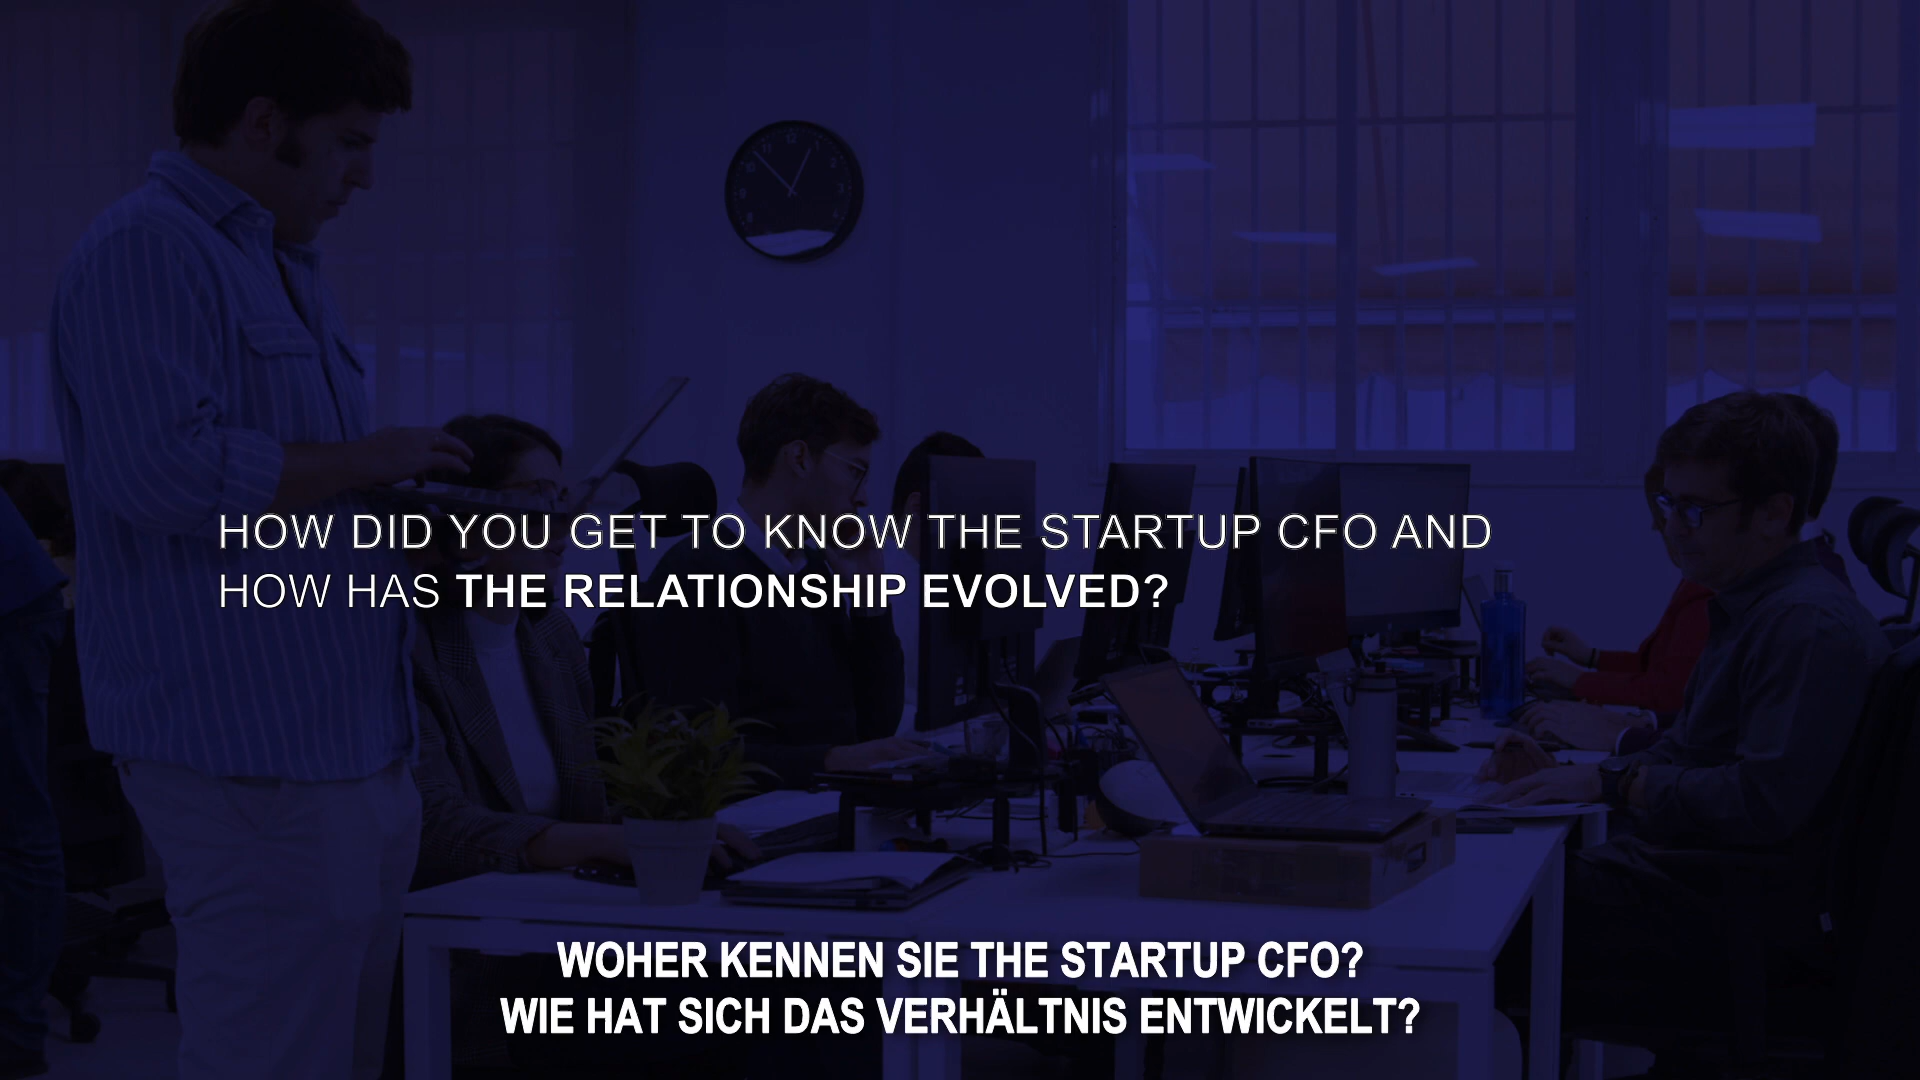 HOW DID YOU GET TO KNOW THE STARTUP CFO AND
HOW HAS THE RELATIONSHIP EVOLVED?
WOHER KENNEN SIE THE STARTUP CFO?
WIE HAT SICH DAS VERHÄLTNIS ENTWICKELT?